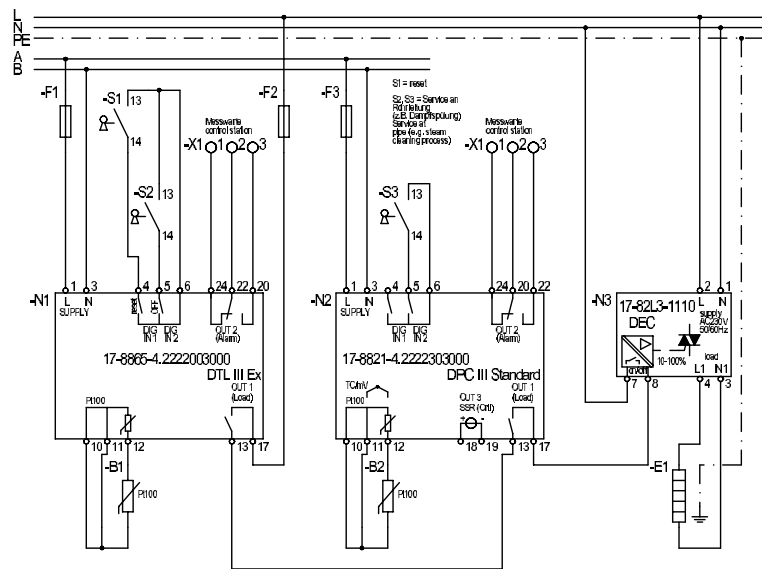 L
N
PE
A
B
-F1
-S1
13
14
-S2
13
14
Messwarte
control station
-X1 1 2 3
-F2
-F3
S1 = reset
S2, S3 = Service an
Rohrleitung
(z.B. Dampfspülung)
Service at
pipe (e.g. steam
cleaning process)
-S3
13
14
Messwarte
control station
-X1 1 2 3
-N1
1 3 4 5 6 24 22 20
L N
SUPPLY
reset
OFF
DIG
IN 1
DIG
IN 2
OUT 2
(Alarm)
17-8865-4.2222003000
DTL III Ex
Pt100
OUT 1
(Load)
10 11 12 13 17
-B1
Pt100
-N2
1 3 4 5 6 24 20 22
L N
SUPPLY
DIG
IN 1
DIG
IN 2
OUT 2
(Alarm)
17-8821-4.2222303000
TC/mV
DPC III Standard
Pt100
OUT 3
SSR (Crtl)
+ -
OUT 1
(Load)
10 11 12 18 19 13 17
-B2
Pt100
-N3
2 1
17-82L3-1110
DEC
L N
supply
AC230V
50/60Hz
10-100%
load
on/off
L1 N1
7 8 4 3
-E1